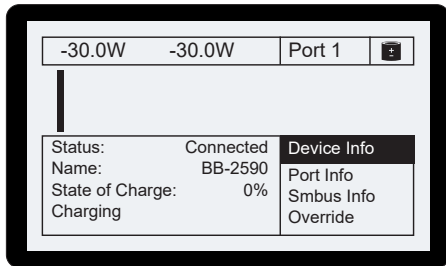 -30.0W -30.0W Port 1
Status: Connected
Name: BB-2590
State of Charge: 0%
Charging
Device Info
Port Info
Smbus Info
Override